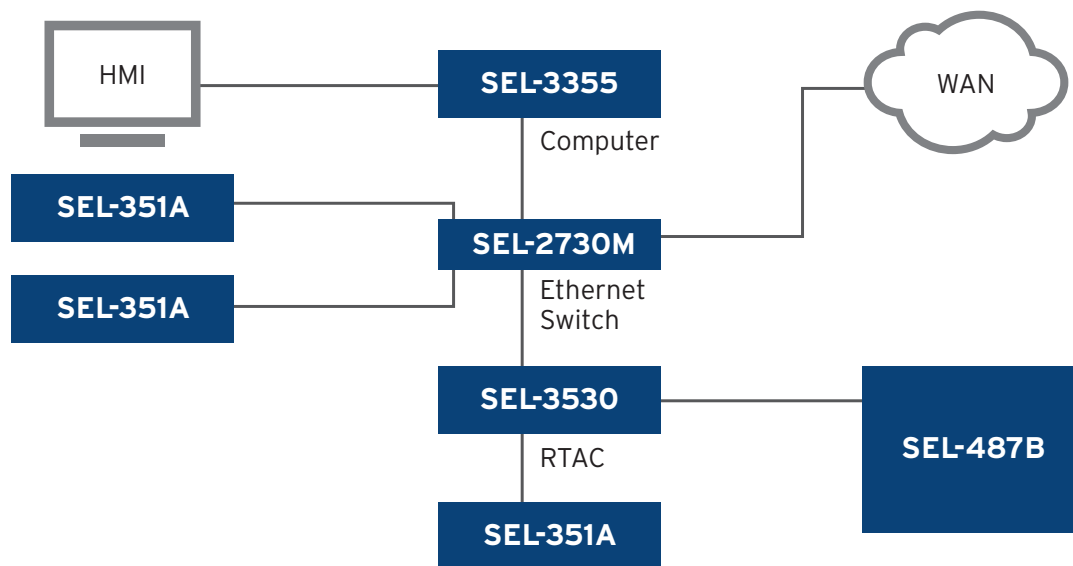 HMI
SEL-3355
WAN
Computer
SEL-351A
SEL-2730M
SEL-351A
Ethernet
Switch
SEL-3530
SEL-487B
RTAC
SEL-351A